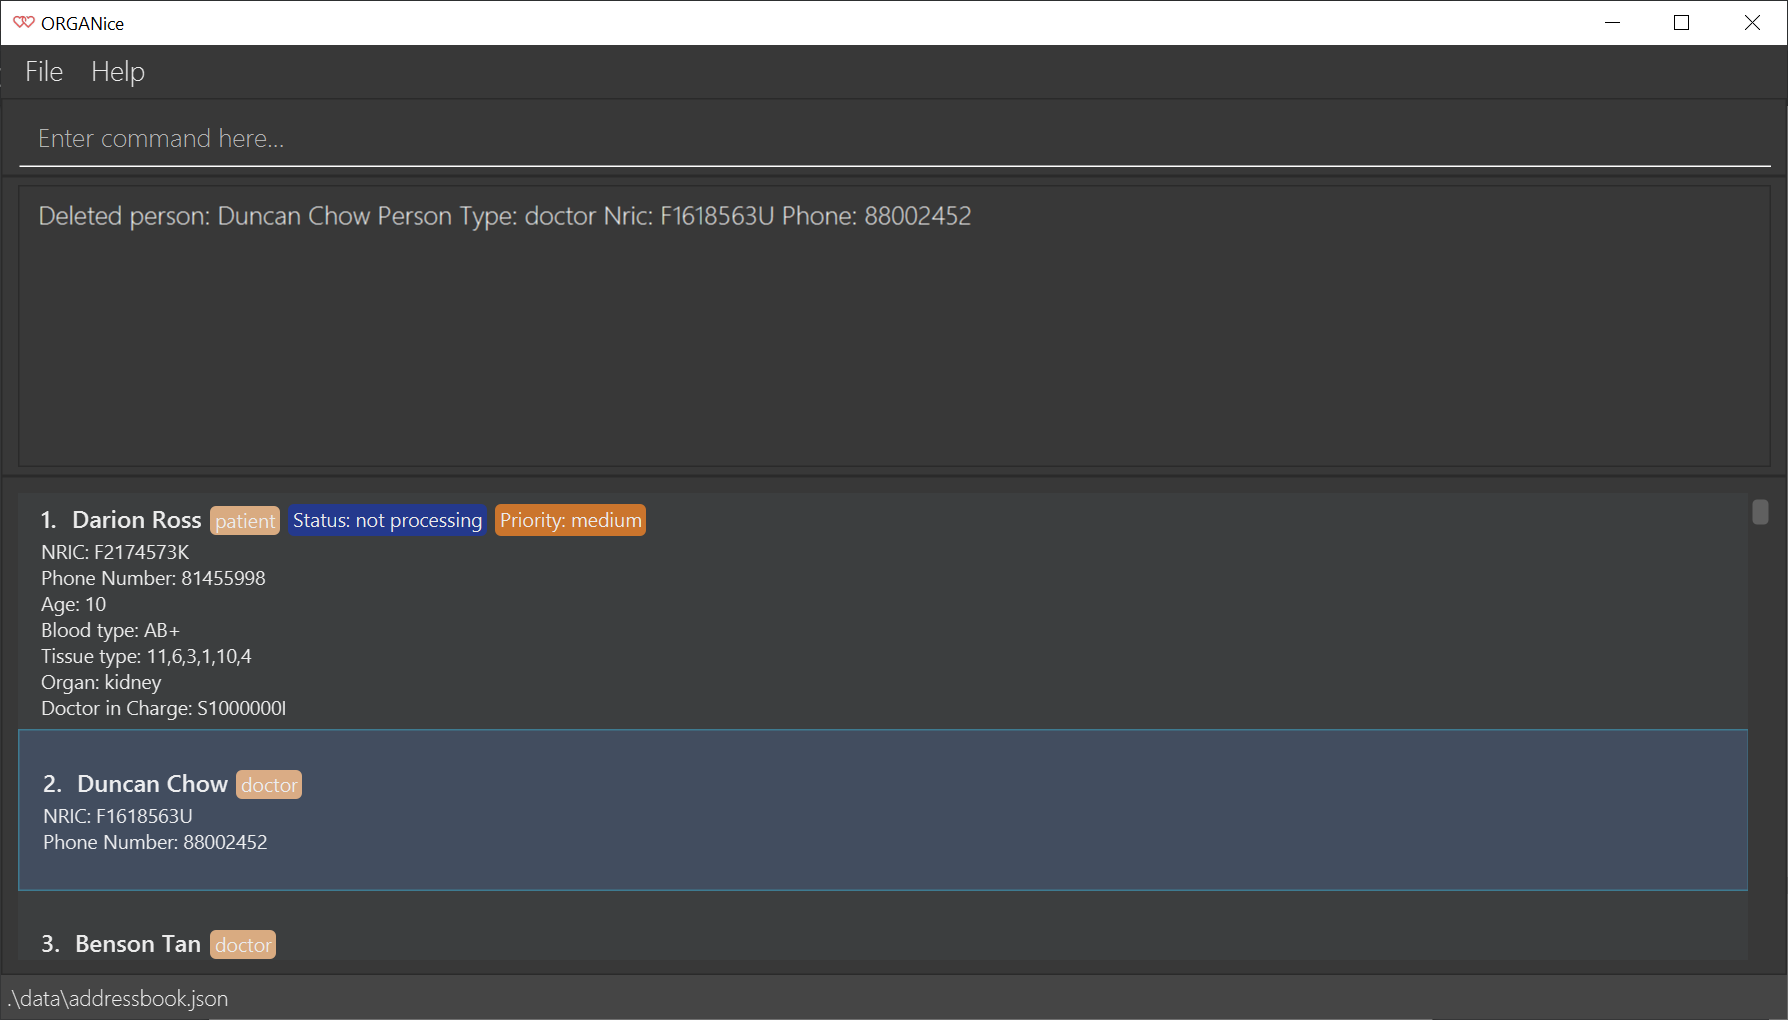 ORGANice
File Help
Enter command here...
Deleted person: Duncan Chow Person Type: doctor Nric: F1618563U Phone: 88002452
1. Darion Ross patient Status: not processing Priority: medium
NRIC: F2174573K
Phone Number: 81455998
Age: 10
Blood type: AB+
Tissue type: 11,6,3,1,10,4
Organ: kidney
Doctor in Charge: S1000000I
2. Duncan Chow doctor
NRIC: F1618563U
Phone Number: 88002452
3. Benson Tan doctor
.\data\addressbook.json